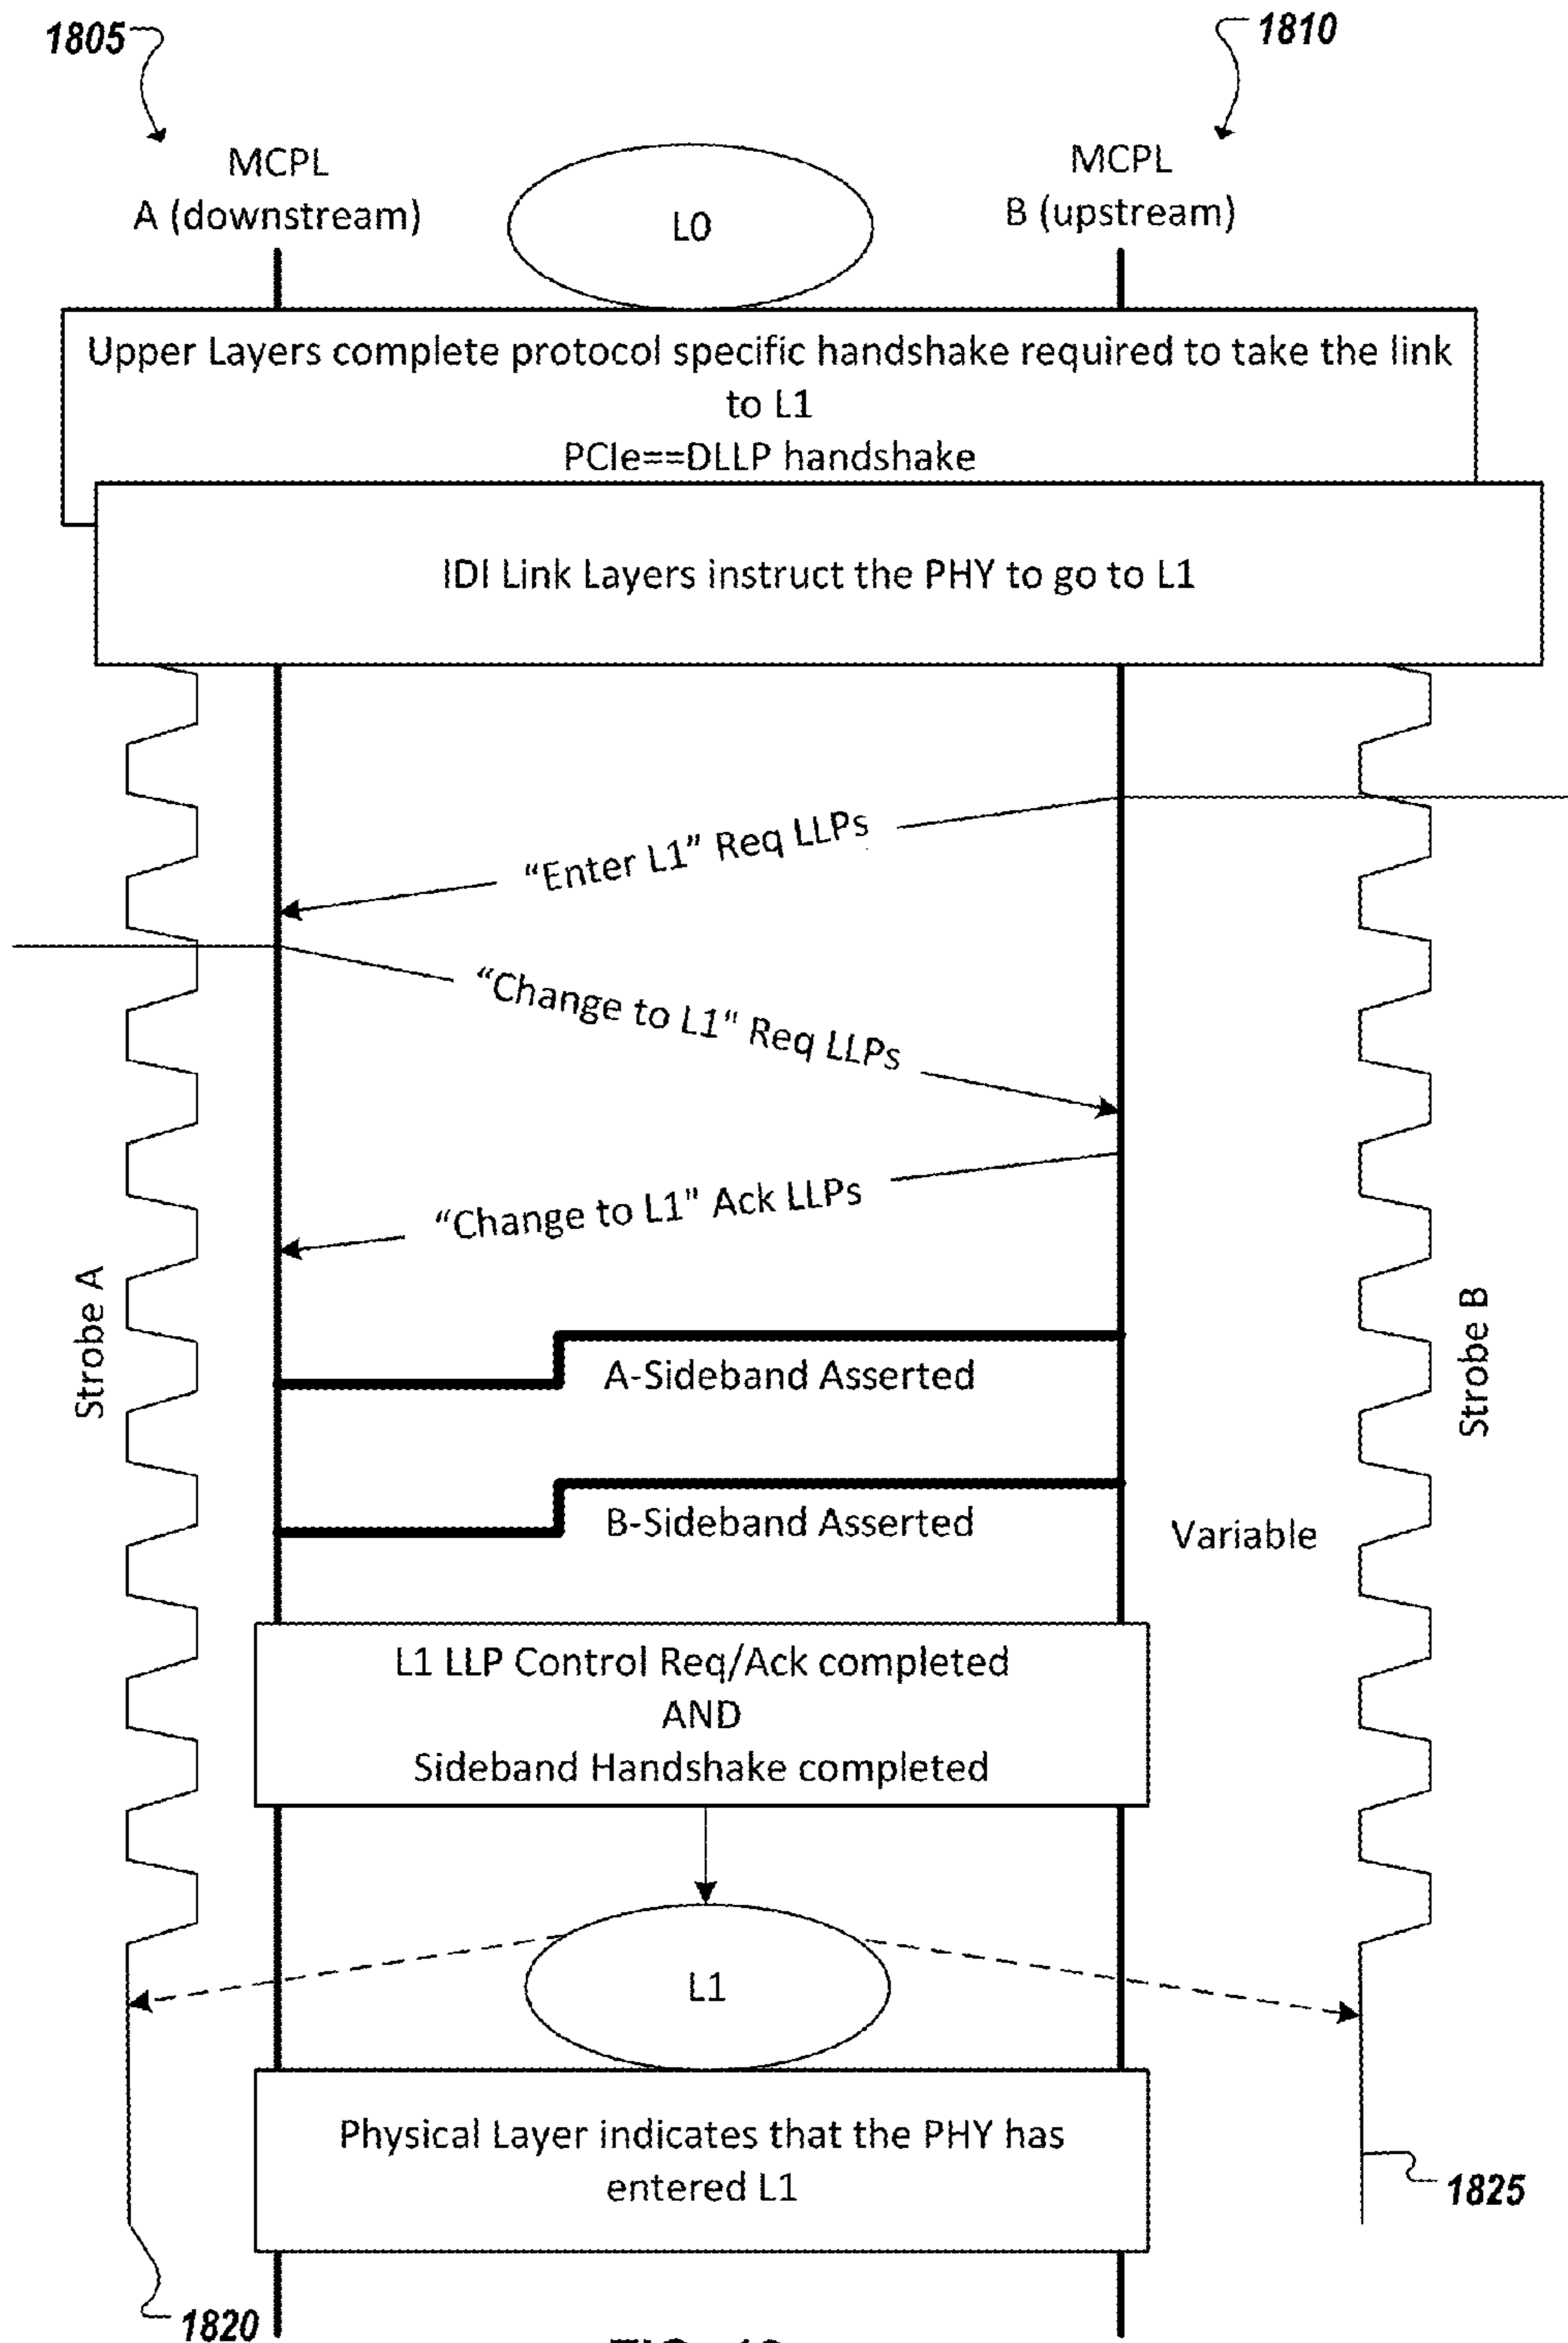 1805
1810
MCPL
A (downstream)
L0
MCPL
B (upstream)
Upper Layers complete protocol specific handshake required to take the link
to L1
PCIe==DLLP handshake
IDI Link Layers instruct the PHY to go to L1
“Enter L1” Req LLPs
“Change to L1" Req LLPs
“Change to L1" Ack LLPs
Strobe A
Strobe B
A-Sideband Asserted
B-Sideband Asserted
Variable
L1 LLP Control Req/Ack completed
AND
Sideband Handshake completed
L1
Physical Layer indicates that the PHY has
entered L1
1825
1820